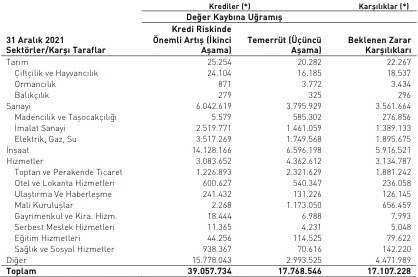 Krediler (*) Karşılıklar (*)
Değer Kaybına Uğramış
Kredi Riskinde
31 Aralık 2021 Önemli Artış (İkinci Temerrüt (Üçüncü Beklenen Zarar
Sektörler/Karşı Taraflar Aşama) Aşama) Karşılıkları
Tarım 25.254 20.282 22.267
Çiftçilik ve Hayvancılık 24.104 16.185 18.537
Ormancılık 871 3.772 3.434
Balıkçılık 279 325 296
Sanayi 6.042.619 3.795.929 3.561.664
Madencilik ve Taşocakçılığı 5.579 585.302 276.856
İmalat Sanayi 2.519.771 1.461.059 1.389.133
Elektrik, Gaz, Su 3.517.269 1.749.568 1.895.675
İnşaat 14.128.166 6.596.198 5.916.521
Hizmetler 3.083.652 4.362.612 3.134.787
Toptan ve Perakende Ticaret 1.226.893 2.321.629 1.881.242
Otel ve Lokanta Hizmetleri 600.627 540.347 236.058
Ulaştırma Ve Haberleşme 241.432 131.226 126.145
Mali Kuruluşlar 2.268 1.173.050 656.459
Gayrimenkul ve Kira. Hizm. 18.444 6.988 7.993
Serbest Meslek Hizmetleri 11.365 4.231 5.048
Eğitim Hizmetleri 44.256 114.525 79.622
Sağlık ve Sosyal Hizmetler 938.367 70.616 142.220
Diğer 15.778.043 2.993.525 4.471.989
Toplam 39.057.734 17.768.546 17.107.228